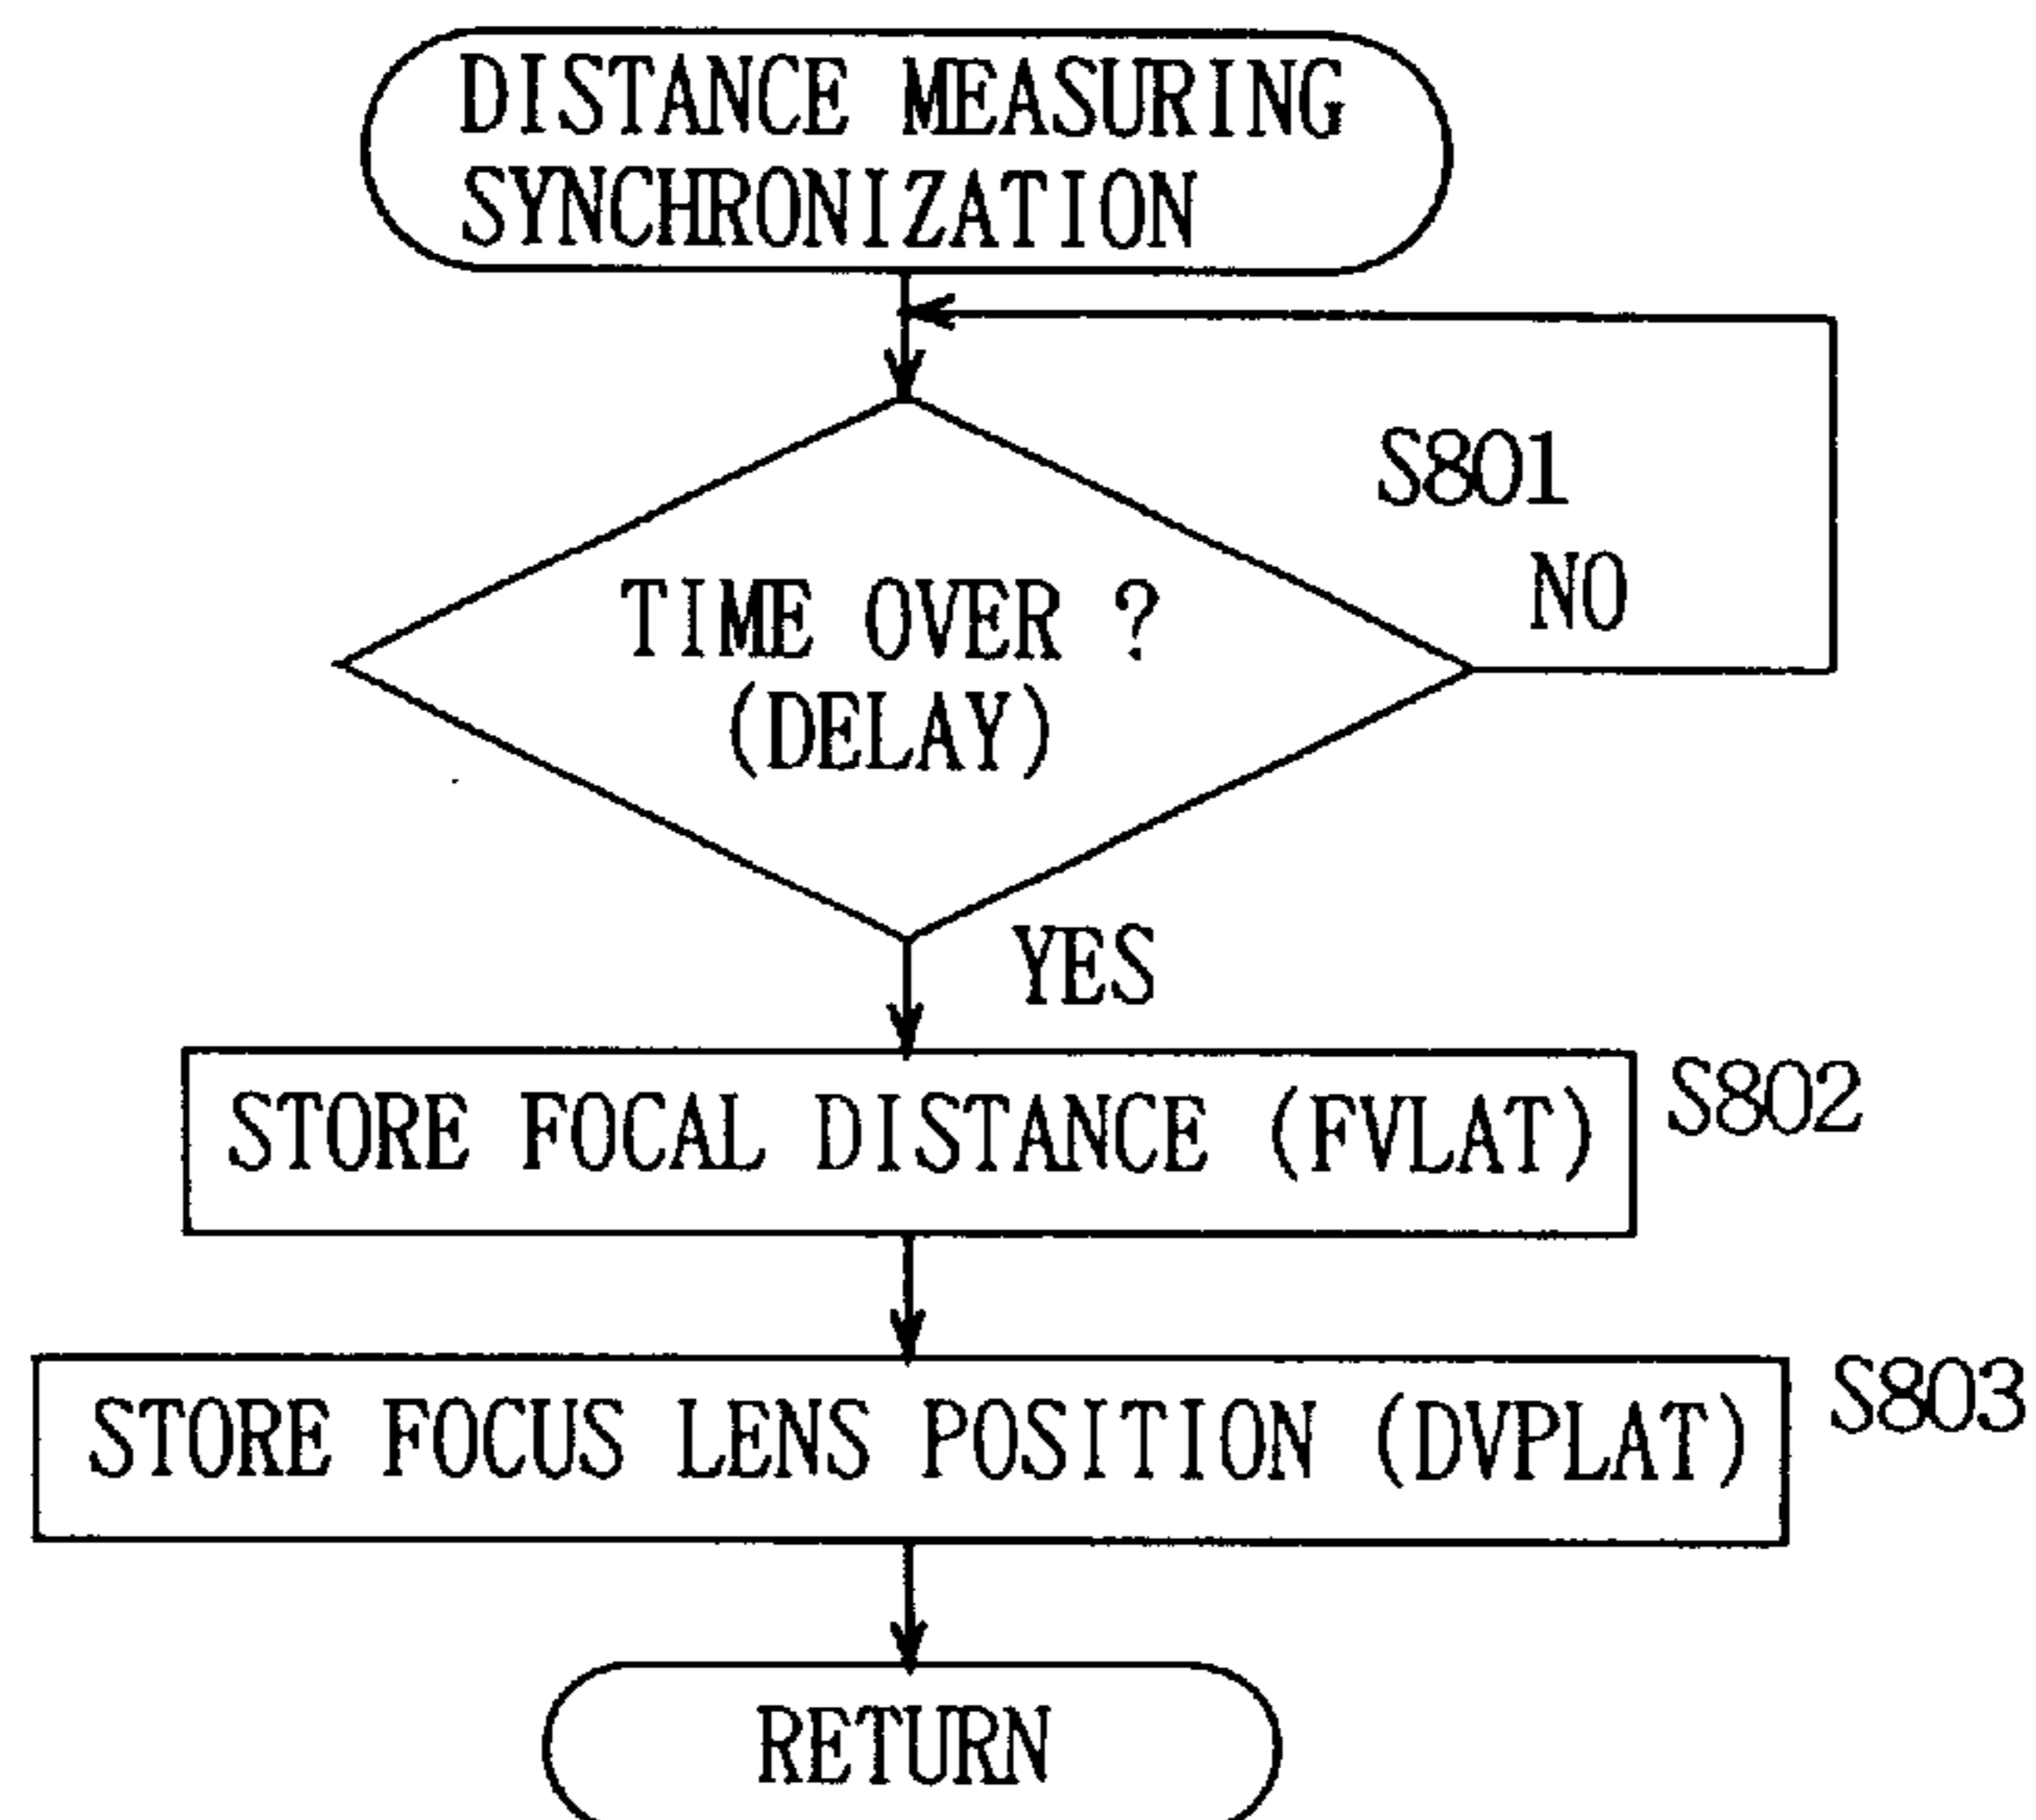 DISTANCE MEASURING
SYNCHRONIZATION
S801
NO
TIME OVER ?
(DELAY)
YES
STORE FOCAL DISTANCE (FVLAT)
S802
STORE FOCUS LENS POSITION (DVPLAT)
S803
RETURN